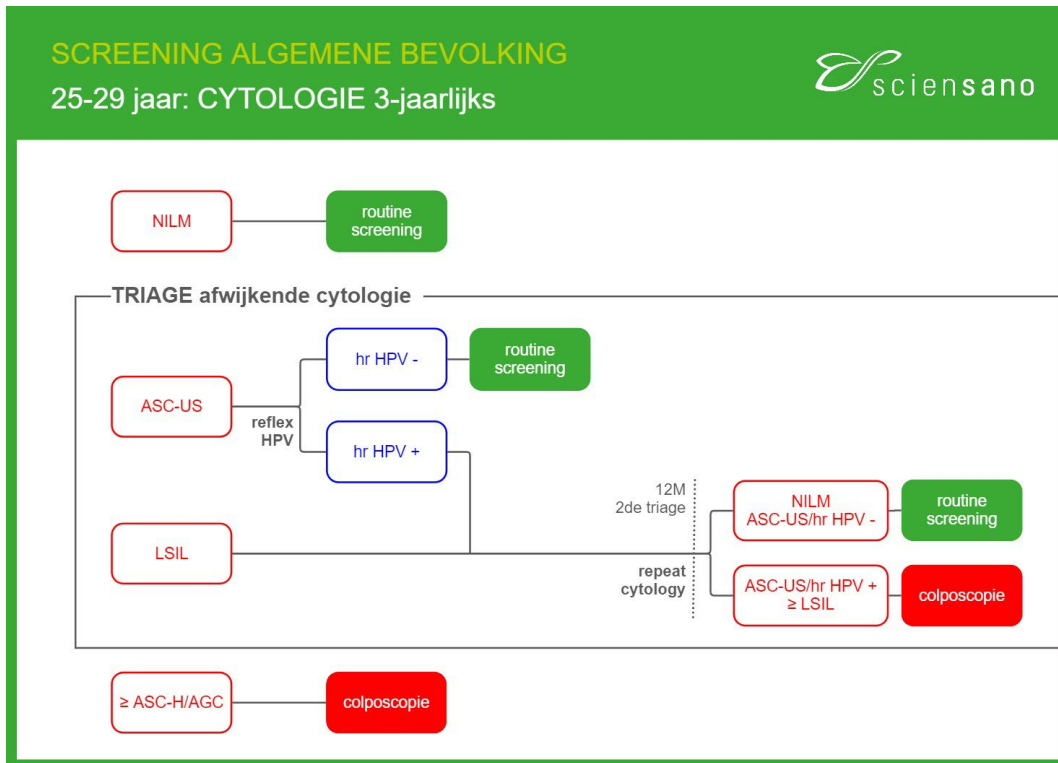 SCREENING ALGEMENE BEVOLKING
25-29 jaar: CYTOLOGIE 3-jaarlijks
sciensano
NILM
routine
screening
TRIAGE afwijkende cytologie
ASC-US
reflex
HPV
hr HPV -
routine
screening
hr HPV +
LSIL
12M
2de triage
repeat
cytology
NILM
ASC-US/hr HPV -
routine
screening
ASC-US/hr HPV +
≥ LSIL
colposcopie
≥ ASC-H/AGC
colposcopie